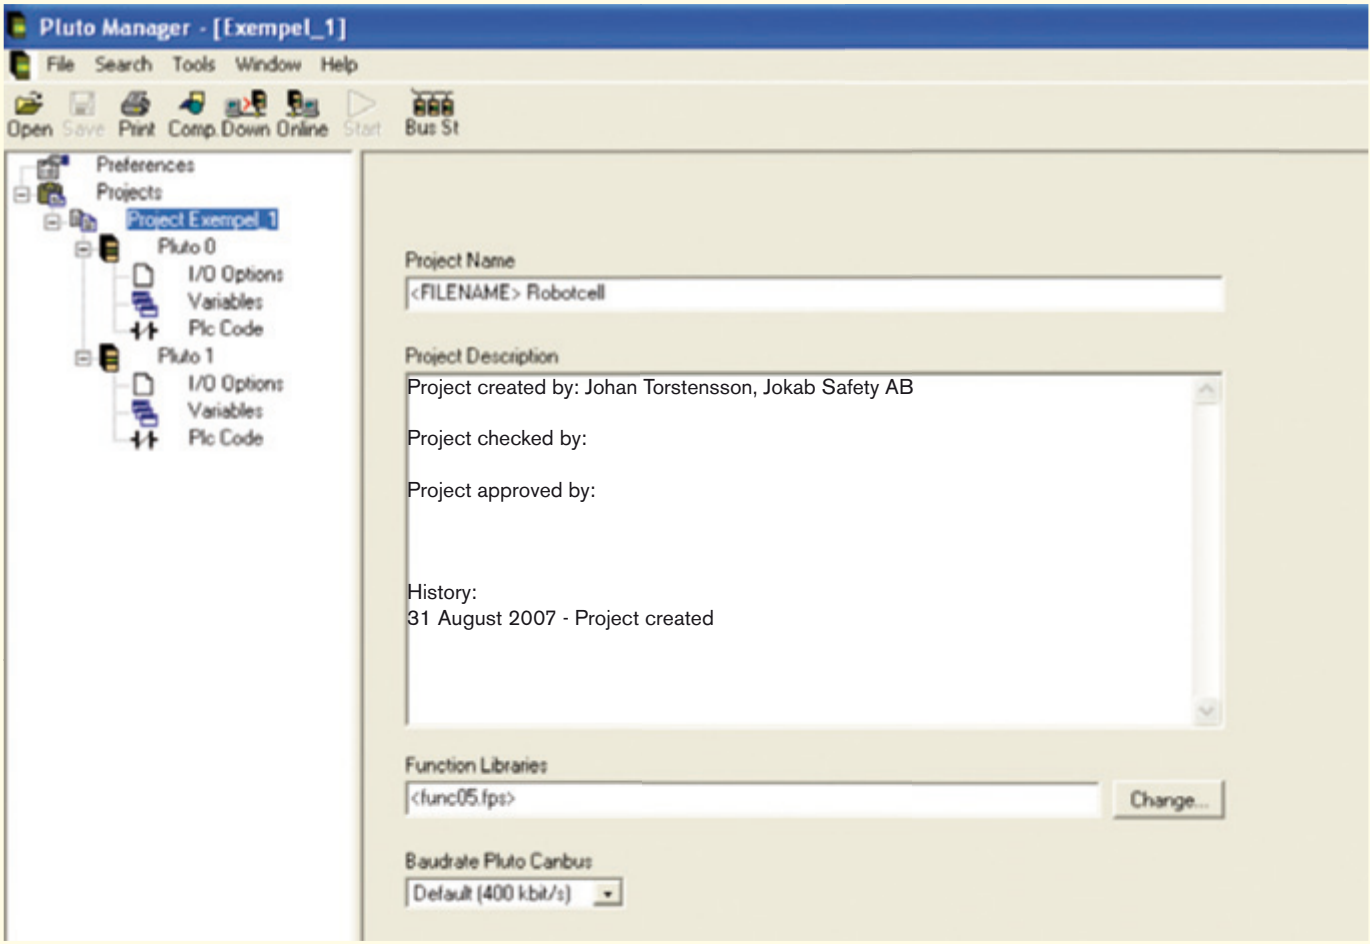 Pluto Manager - [Exempel_1]
File Search Tools Window Help
Open Save Print Comp. Down Online Start Bus St
Preferences
Projects
Project Exempel_1
Pluto 0
I/O Options
Variables
Plc Code
Pluto 1
I/O Options
Variables
Plc Code
Project Name
<FILENAME> Robotcell
Project Description
Project created by: Johan Torstensson, Jokab Safety AB
Project checked by:
Project approved by:
History:
31 August 2007 - Project created
Function Libraries
<func05.fps>
Change...
Baudrate Pluto Canbus
Default (400 kbit/s)